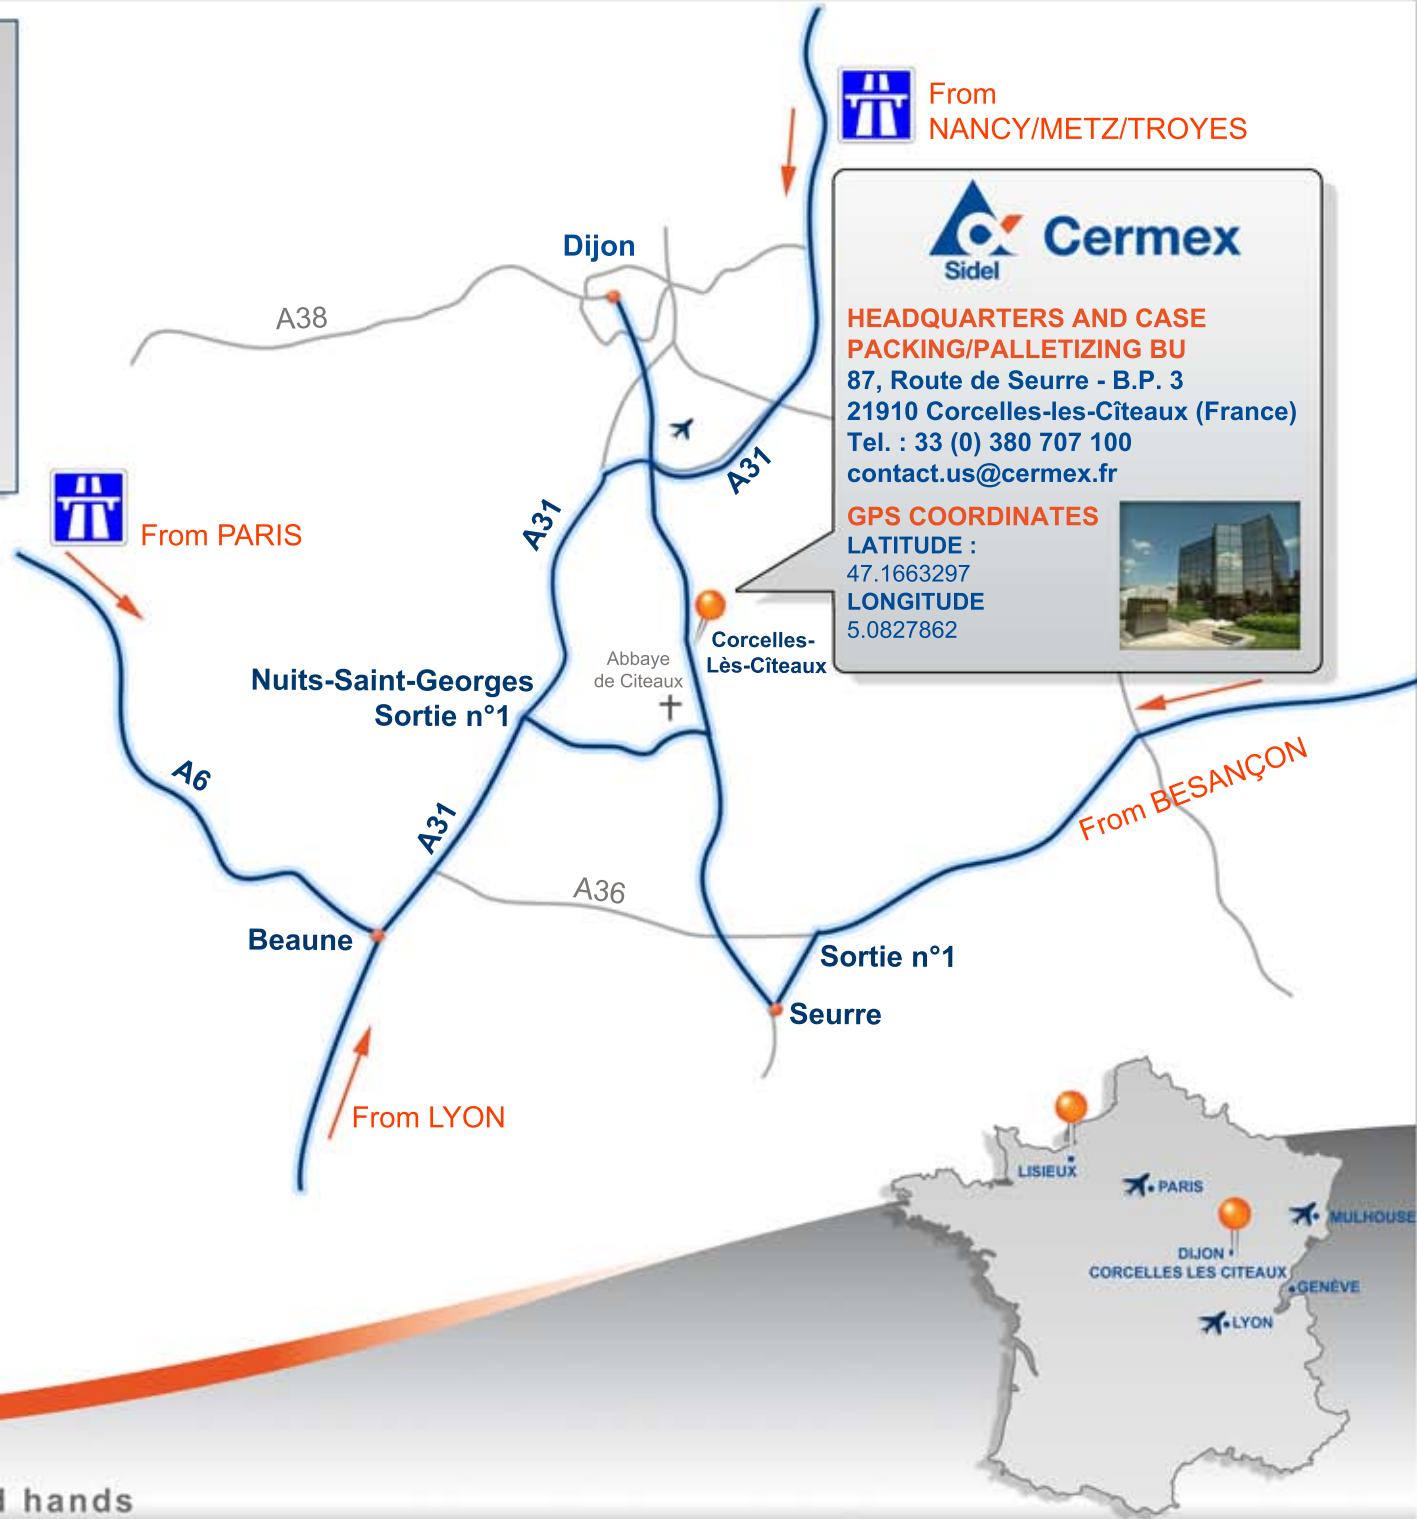 From
NANCY/METZ/TROYES
Sidel
Cermex
HEADQUARTERS AND CASE
PACKING/PALLETIZING BU
87, Route de Seurre - B.P. 3
21910 Corcelles-les-Cîteaux (France)
Tel. : 33 (0) 380 707 100
contact.us@cermex.fr
GPS COORDINATES
LATITUDE :
47.1663297
LONGITUDE
5.0827862
Dijon
A38
A31
A31
From PARIS
Corcelles-
Lès-Cîteaux
Abbaye
de Citeaux
Nuits-Saint-Georges
Sortie n°1
From BESANÇON
A6
A31
A36
Beaune
Sortie n°1
Seurre
From LYON
LISIEUX
PARIS
MULHOUSE
DIJON
CORCELLES LES CITEAUX
GENÈVE
LYON
hands